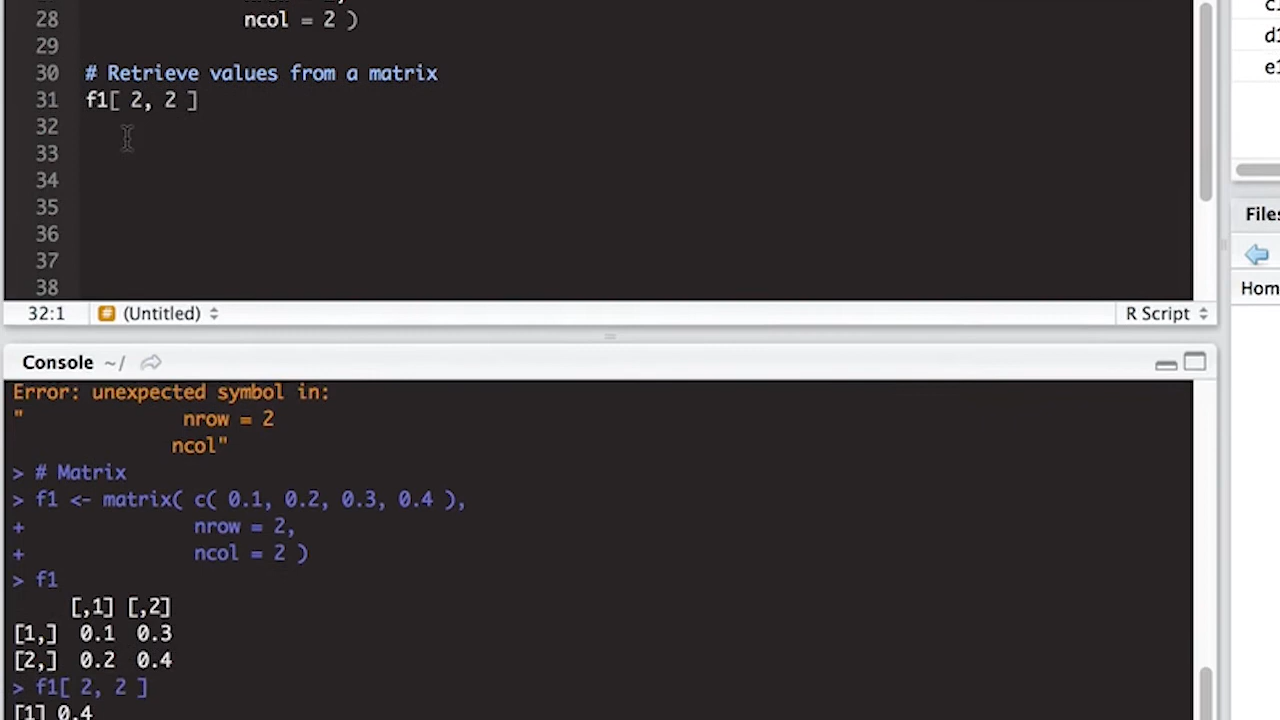 28 ncol = 2 )
29
30 # Retrieve values from a matrix
31 f1[ 2, 2 ]
32
33
34
35
36
37
38
32:1 # (Untitled) R Script
d1
e1
Files
Hom
Console ~/
Error: unexpected symbol in:
" nrow = 2
ncol"
> # Matrix
> f1 <- matrix( c( 0.1, 0.2, 0.3, 0.4 ),
+ nrow = 2,
+ ncol = 2 )
> f1
[,1] [,2]
[1,] 0.1 0.3
[2,] 0.2 0.4
> f1[ 2, 2 ]
[1] 0.4